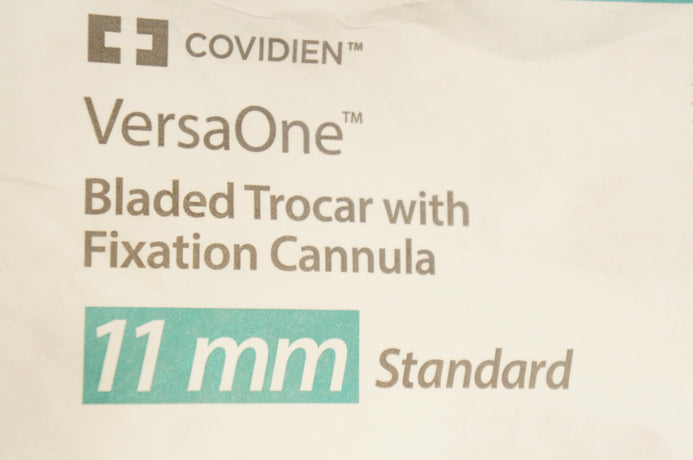 COVIDIEN™
VersaOne™
Bladed Trocar with
Fixation Cannula
11 mm Standard